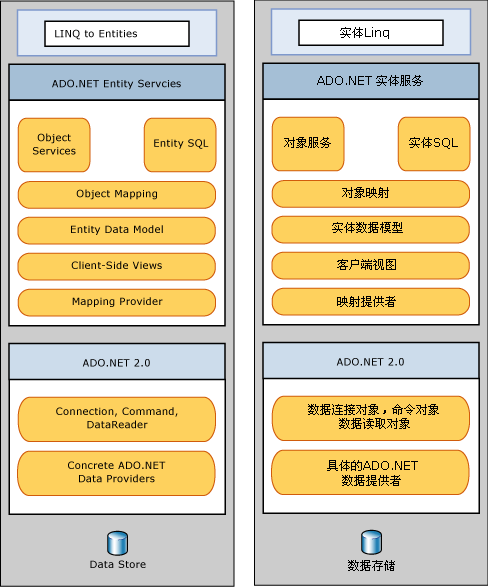 LINQ to Entities
ADO.NET Entity Servcies
Object
Services
Entity SQL
Object Mapping
Entity Data Model
Client-Side Views
Mapping Provider
ADO.NET 2.0
Connection, Command,
DataReader
Concrete ADO.NET
Data Providers
Data Store
实体Linq
ADO.NET 实体服务
对象服务
实体SQL
对象映射
实体数据模型
客户端视图
映射提供者
ADO.NET 2.0
数据连接对象，命令对象
数据读取对象
具体的ADO.NET
数据提供者
数据存储